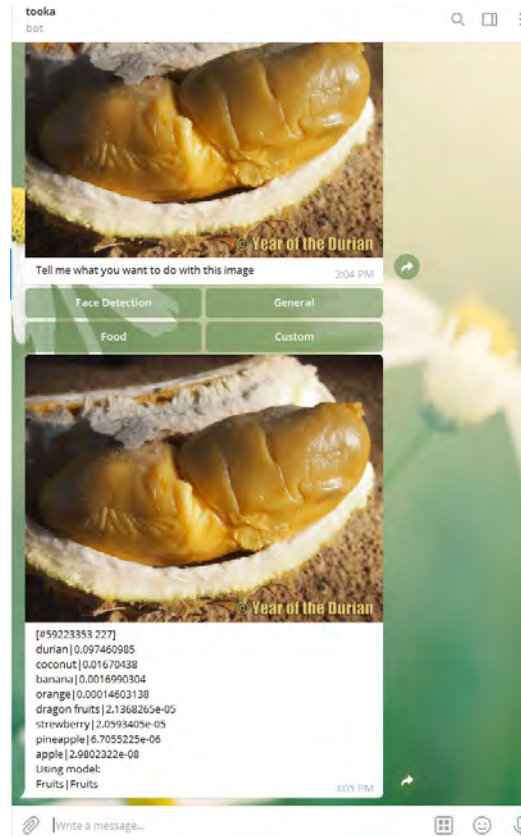 tooka
bot
© Year of the Durian
Tell me what you want to do with this image
3:04 PM
Face Detection
General
Food
Custom
© Year of the Durian
[#59223353 227]
durian|0.097460985
coconut|0.01670438
banana|0.0016990304
orange|0.00014603138
dragon fruits|2.1368265e-05
strewberry|2.0593405e-05
pineapple|6.7055225e-06
apple|2.9802322e-08
Using model:
Fruits|Fruits
3:05 PM
Write a message...